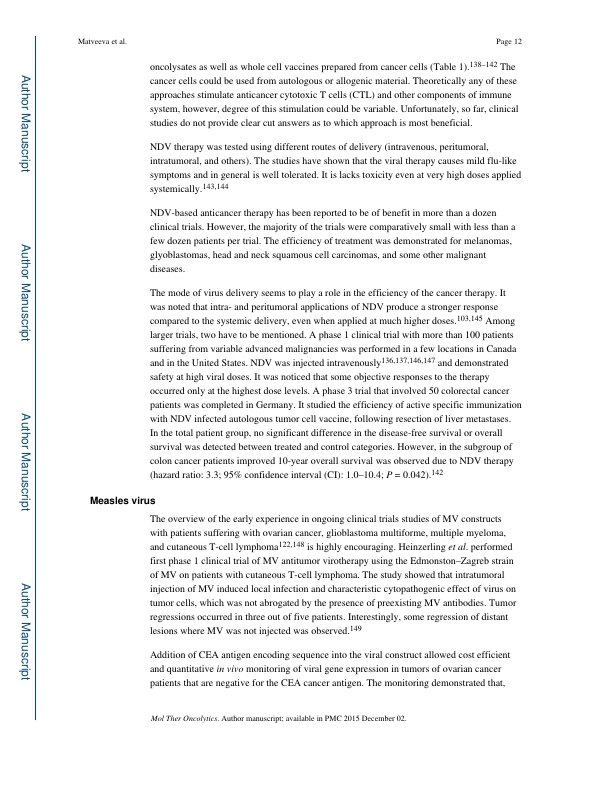 Matveeva et al.
Page 12
oncolysates as well as whole cell vaccines prepared from cancer cells (Table 1).138–142 The
cancer cells could be used from autologous or allogenic material. Theoretically any of these
approaches stimulate anticancer cytotoxic T cells (CTL) and other components of immune
system, however, degree of this stimulation could be variable. Unfortunately, so far, clinical
studies do not provide clear cut answers as to which approach is most beneficial.
NDV therapy was tested using different routes of delivery (intravenous, peritumoral,
intratumoral, and others). The studies have shown that the viral therapy causes mild flu-like
symptoms and in general is well tolerated. It is lacks toxicity even at very high doses applied
systemically.143,144
NDV-based anticancer therapy has been reported to be of benefit in more than a dozen
clinical trials. However, the majority of the trials were comparatively small with less than a
few dozen patients per trial. The efficiency of treatment was demonstrated for melanomas,
glyoblastomas, head and neck squamous cell carcinomas, and some other malignant
diseases.
The mode of virus delivery seems to play a role in the efficiency of the cancer therapy. It
was noted that intra- and peritumoral applications of NDV produce a stronger response
compared to the systemic delivery, even when applied at much higher doses.103,145 Among
larger trials, two have to be mentioned. A phase 1 clinical trial with more than 100 patients
suffering from variable advanced malignancies was performed in a few locations in Canada
and in the United States. NDV was injected intravenously136,137,146,147 and demonstrated
safety at high viral doses. It was noticed that some objective responses to the therapy
occurred only at the highest dose levels. A phase 3 trial that involved 50 colorectal cancer
patients was completed in Germany. It studied the efficiency of active specific immunization
with NDV infected autologous tumor cell vaccine, following resection of liver metastases.
In the total patient group, no significant difference in the disease-free survival or overall
survival was detected between treated and control categories. However, in the subgroup of
colon cancer patients improved 10-year overall survival was observed due to NDV therapy
(hazard ratio: 3.3; 95% confidence interval (CI): 1.0–10.4; P = 0.042).142
Measles virus
The overview of the early experience in ongoing clinical trials studies of MV constructs
with patients suffering with ovarian cancer, glioblastoma multiforme, multiple myeloma,
and cutaneous T-cell lymphoma122,148 is highly encouraging. Heinzerling et al. performed
first phase 1 clinical trial of MV antitumor virotherapy using the Edmonston–Zagreb strain
of MV on patients with cutaneous T-cell lymphoma. The study showed that intratumoral
injection of MV induced local infection and characteristic cytopathogenic effect of virus on
tumor cells, which was not abrogated by the presence of preexisting MV antibodies. Tumor
regressions occurred in three out of five patients. Interestingly, some regression of distant
lesions where MV was not injected was observed.149
Addition of CEA antigen encoding sequence into the viral construct allowed cost efficient
and quantitative in vivo monitoring of viral gene expression in tumors of ovarian cancer
patients that are negative for the CEA cancer antigen. The monitoring demonstrated that,
Mol Ther Oncolytics. Author manuscript; available in PMC 2015 December 02.
Author Manuscript
Author Manuscript
Author Manuscript
Author Manuscript